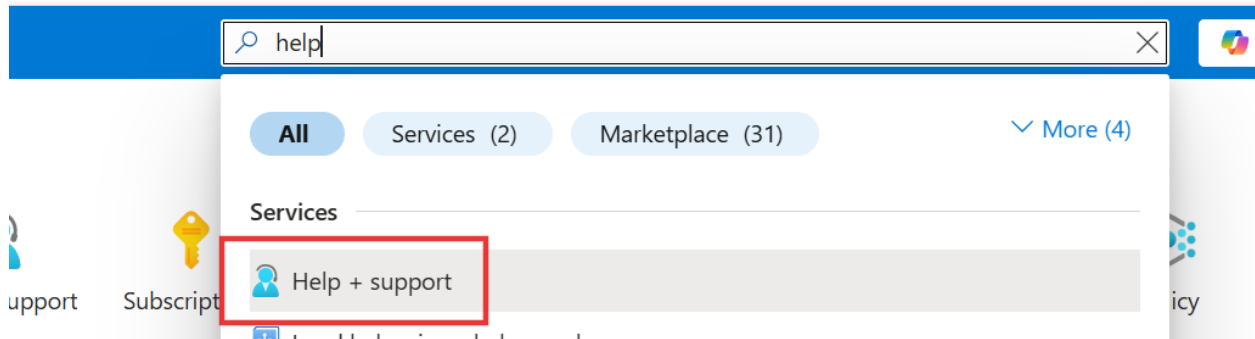 help
All
Services (2)
Marketplace (31)
More (4)
Services
Help + support
upport
Subscript
icy